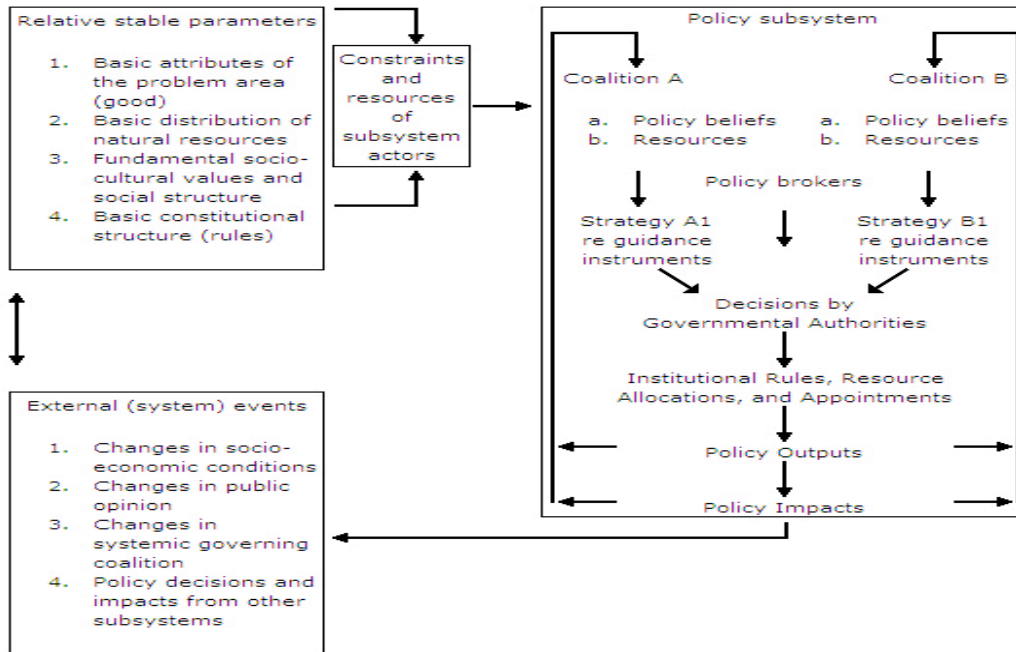 Relative stable parameters
1. Basic attributes of
the problem area
(good)
2. Basic distribution of
natural resources
3. Fundamental socio-
cultural values and
social structure
4. Basic constitutional
structure (rules)
Constraints
and
resources
of
subsystem
actors
External (system) events
1. Changes in socio-
economic conditions
2. Changes in public
opinion
3. Changes in
systemic governing
coalition
4. Policy decisions and
impacts from other
subsystems
Policy subsystem
Coalition A
a. Policy beliefs
b. Resources
Coalition B
a. Policy beliefs
b. Resources
Policy brokers
Strategy A1
re guidance
instruments
Strategy B1
re guidance
instruments
Decisions by
Governmental Authorities
Institutional Rules, Resource
Allocations, and Appointments
Policy Outputs
Policy Impacts